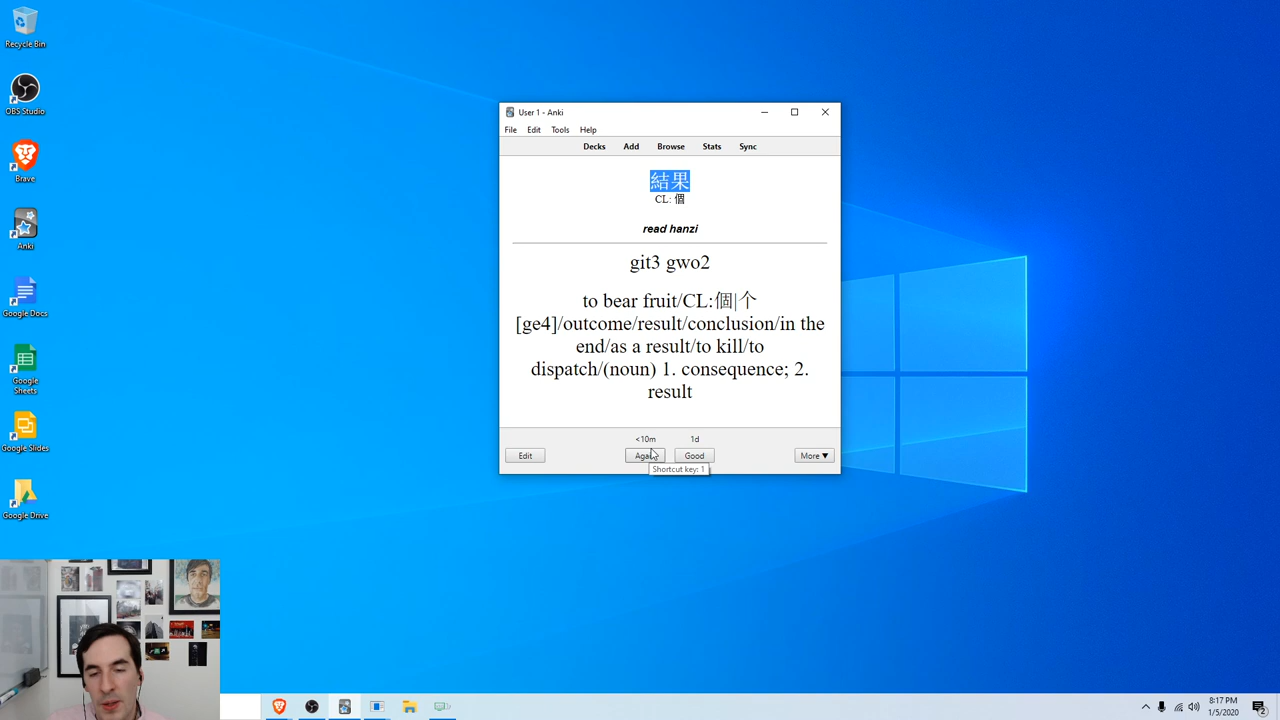 Recycle Bin
OBS Studio
Brave
Anki
Google Docs
Google
Sheets
Google Slides
Google Drive
User 1 - Anki
File Edit Tools Help
Decks Add Browse Stats Sync
結果
CL: 個
read hanzi
git3 gwo2
to bear fruit/CL:個|个
[ge4]/outcome/result/conclusion/in the
end/as a result/to kill/to
dispatch/(noun) 1. consequence; 2.
result
<10m 1d
Edit Again Good More ▼
Shortcut key: 1
8:17 PM
1/5/2020
2